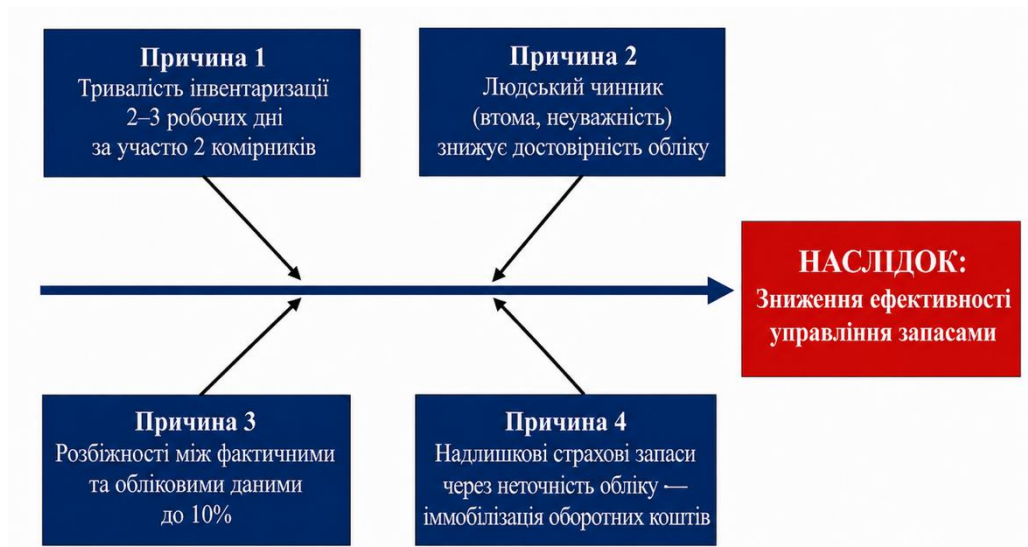 Причина 1
Тривалість інвентаризації
2–3 робочих дні
за участю 2 комірників
Причина 2
Людський чинник
(втома, неуважність)
знижує достовірність обліку
НАСЛІДОК:
Зниження ефективності
управління запасами
Причина 3
Розбіжності між фактичними
та обліковими даними
до 10%
Причина 4
Надлишкові страхові запаси
через неточність обліку —
іммобілізація оборотних коштів